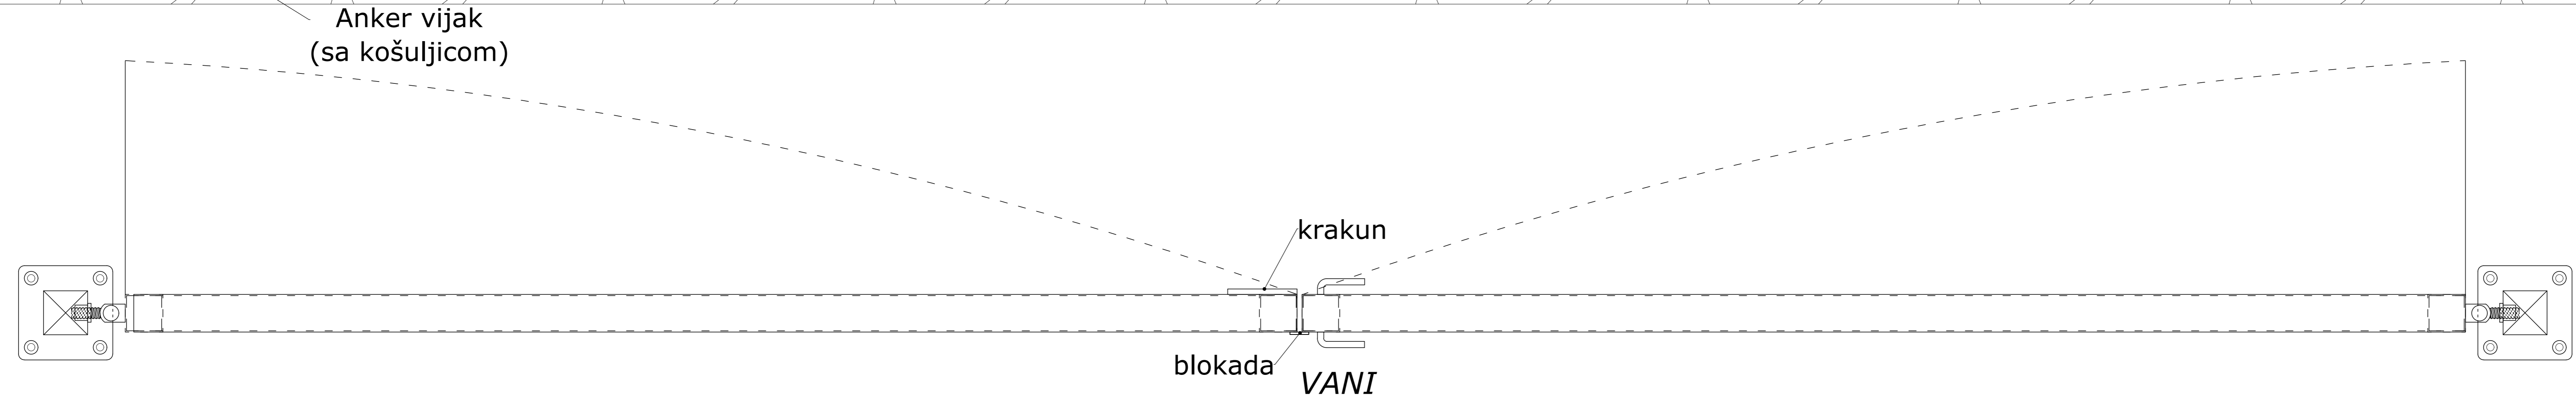 Anker vijak
(sa košuljicom)
krakun
blokada
VANI